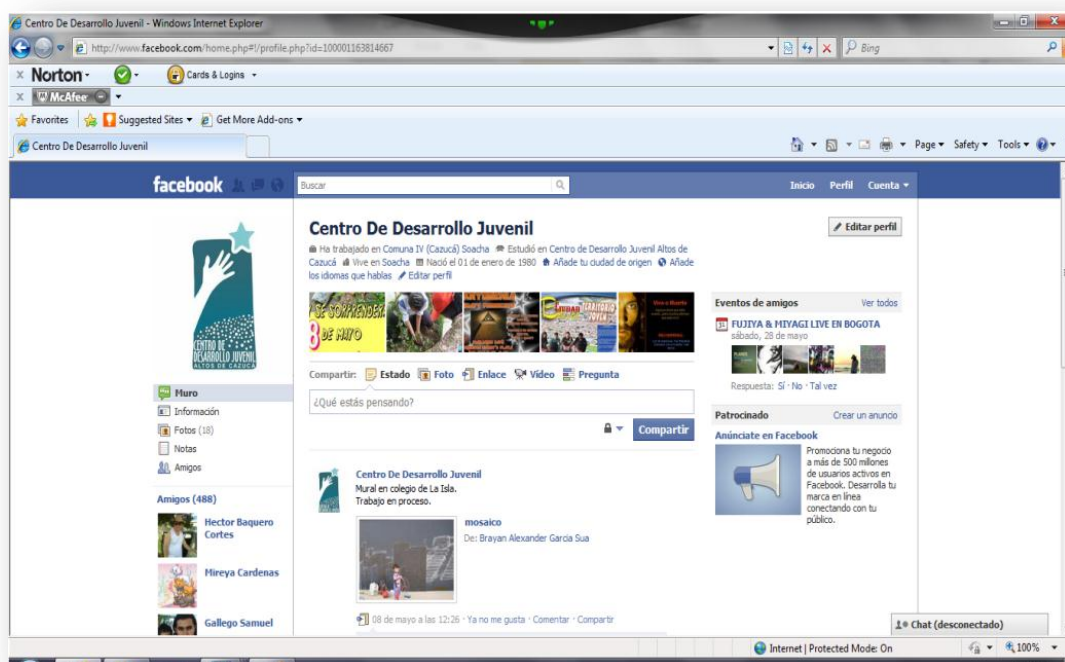 Centro De Desarrollo Juvenil - Windows Internet Explorer
http://www.facebook.com/home.php#!/profile.php?id=100001163814667
Bing
x Norton
Cards & Logins
x McAfee
Favorites Suggested Sites Get More Add-ons
Centro De Desarrollo Juvenil
Page Safety Tools
facebook
Buscar
Inicio Perfil Cuenta
CENTRO DE
DESARROLLO JUVENIL
ALTOS DE CAZUCA
Muro
Información
Fotos (18)
Notas
Amigos
Amigos (488)
Hector Baquero
Cortes
Mireya Cardenas
Gallego Samuel
Centro De Desarrollo Juvenil
Editar perfil
Ha trabajado en Comuna IV (Cazucá) Soacha Estudió en Centro de Desarrollo Juvenil Altos de
Cazucá Vive en Soacha Nació el 01 de enero de 1980 Añade tu ciudad de origen Añade
los idiomas que hablas Editar perfil
SE SORPRENDER
8 DE MAYO
CIUDAD TERRITORIO
JOVEN
Compartir: Estado Foto Enlace Vídeo Pregunta
¿Qué estás pensando?
Compartir
Centro De Desarrollo Juvenil
Mural en colegio de La Isla.
Trabajo en proceso.
mosaico
De: Brayan Alexander Garcia Sua
08 de mayo a las 12:26 · Ya no me gusta · Comentar · Compartir
Eventos de amigos Ver todos
31
FUJIYA & MIYAGI LIVE EN BOGOTA
sábado, 28 de mayo
Respuesta: Sí · No · Tal vez
Patrocinado Crear un anuncio
Anúnciate en Facebook
Promociona tu negocio
a más de 500 millones
de usuarios activos en
Facebook. Desarrolla tu
marca en línea
conectando con tu
público.
Chat (desconectado)
Internet | Protected Mode: On
100%